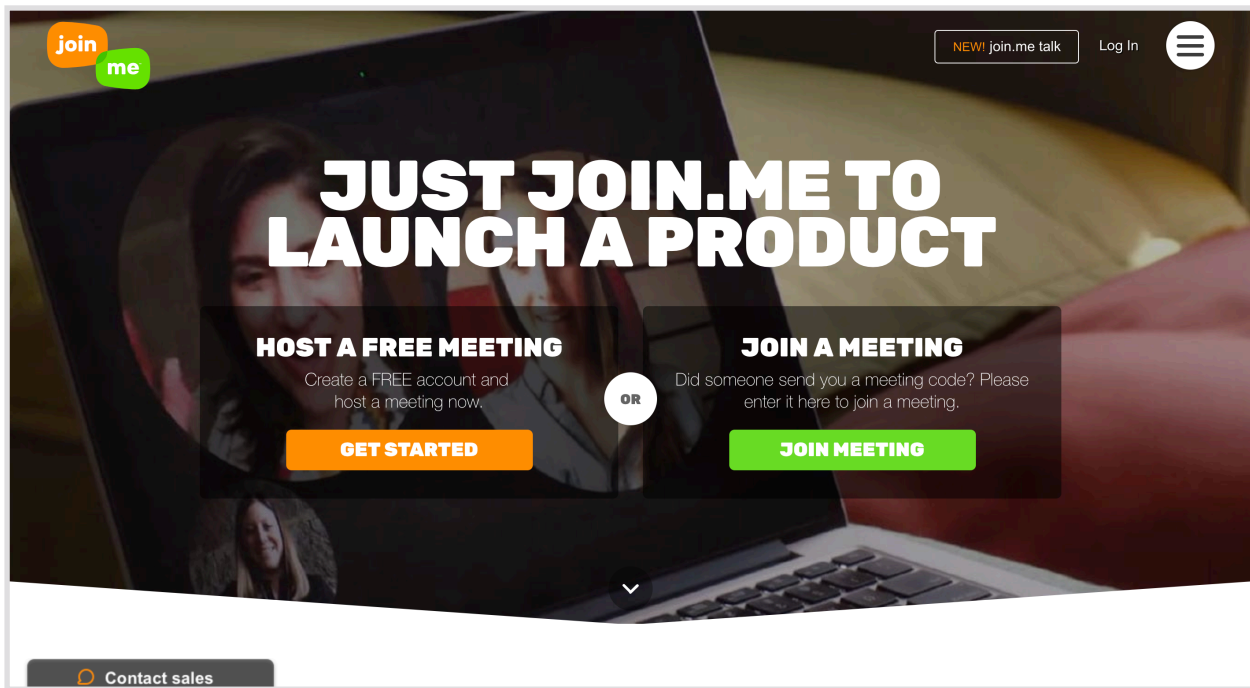 join
me
NEW! join.me talk
Log In
JUST JOIN.ME TO
LAUNCH A PRODUCT
HOST A FREE MEETING
Create a FREE account and
host a meeting now.
GET STARTED
OR
JOIN A MEETING
Did someone send you a meeting code? Please
enter it here to join a meeting.
JOIN MEETING
Contact sales